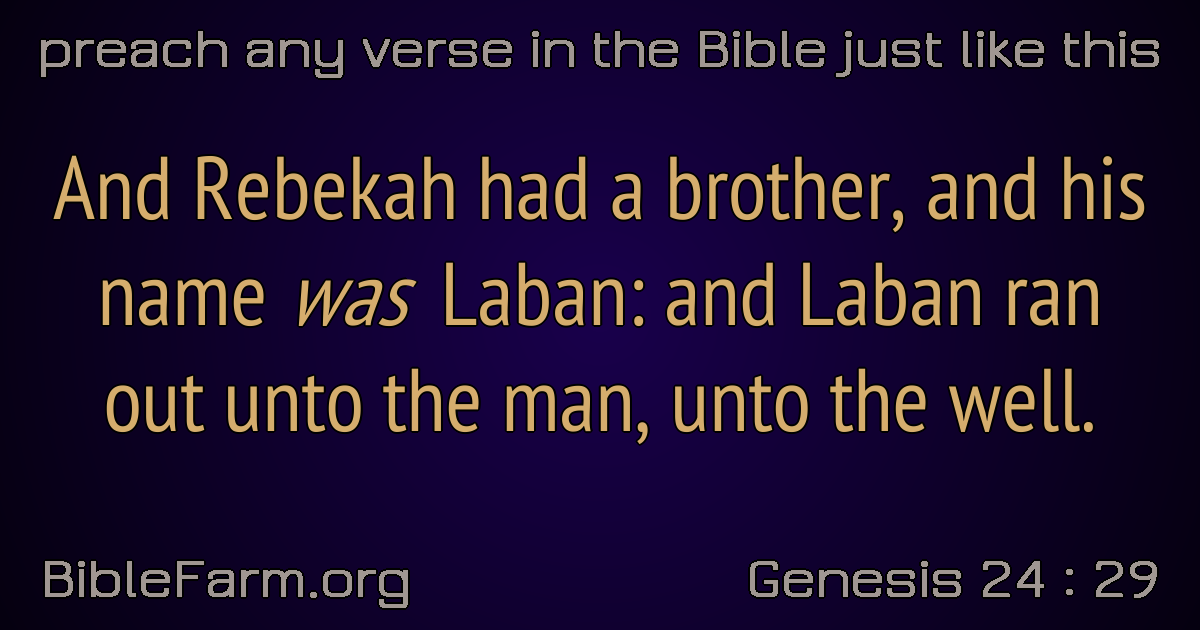 preach any verse in the Bible just like this
And Rebekah had a brother, and his
name was Laban: and Laban ran
out unto the man, unto the well.
BibleFarm.org
Genesis 24 : 29